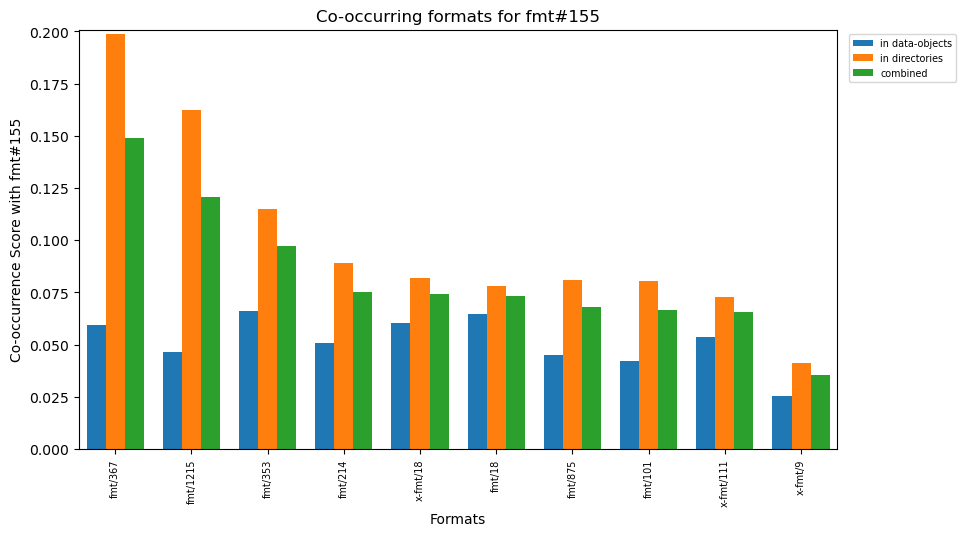 Co-occurring formats for fmt#155
Co-occurrence Score with fmt#155
0.200
0.175
0.150
0.125
0.100
0.075
0.050
0.025
0.000
fmt/367
fmt/1215
fmt/353
fmt/214
x-fmt/18
fmt/18
fmt/875
fmt/101
x-fmt/111
x-fmt/9
Formats
in data-objects
in directories
combined